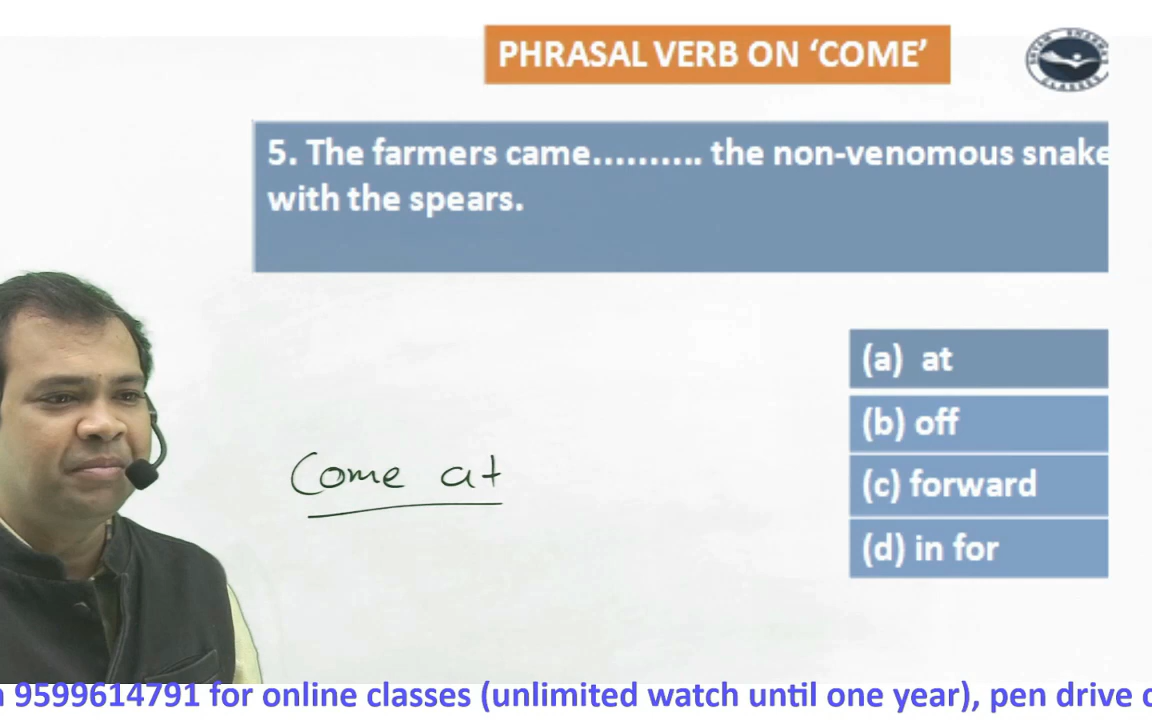 PHRASAL VERB ON ‘COME’
5. The farmers came.......... the non-venomous snake
with the spears.
(a) at
(b) off
Come at
(c) forward
(d) in for
9599614791 for online classes (unlimited watch until one year), pen drive